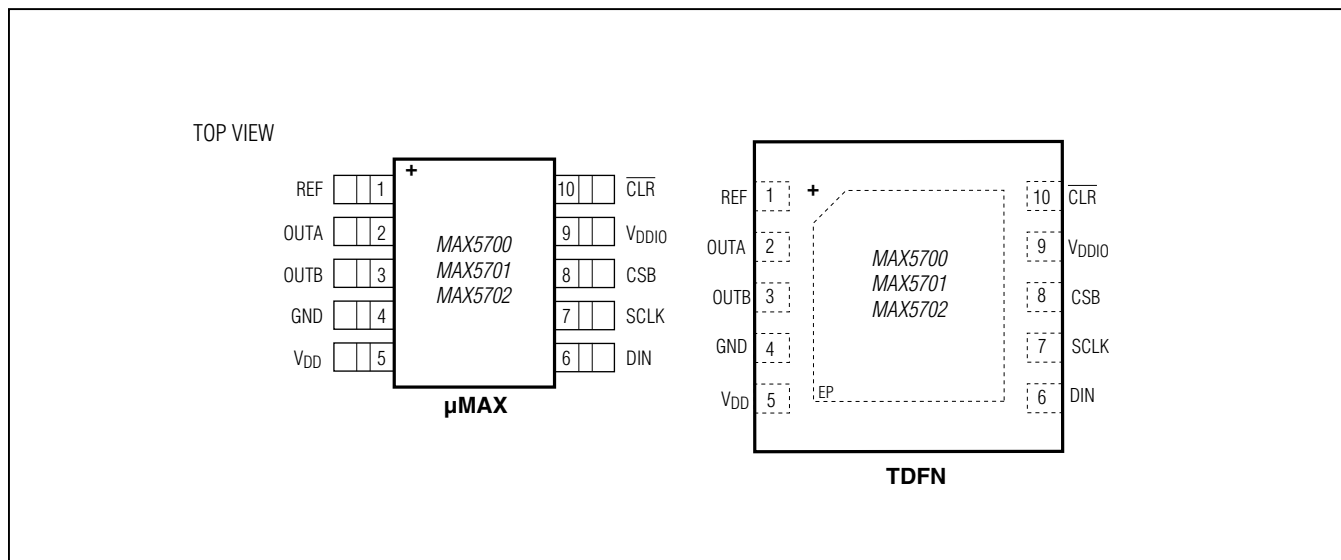 TOP VIEW
+
REF 1 10 CLR
OUTA 2 9 VDDIO
OUTB 3 8 CSB
GND 4 7 SCLK
VDD 5 6 DIN
MAX5700
MAX5701
MAX5702
µMAX
+
REF 1 10 CLR
OUTA 2 9 VDDIO
OUTB 3 8 CSB
GND 4 7 SCLK
VDD 5 6 DIN
MAX5700
MAX5701
MAX5702
EP
TDFN